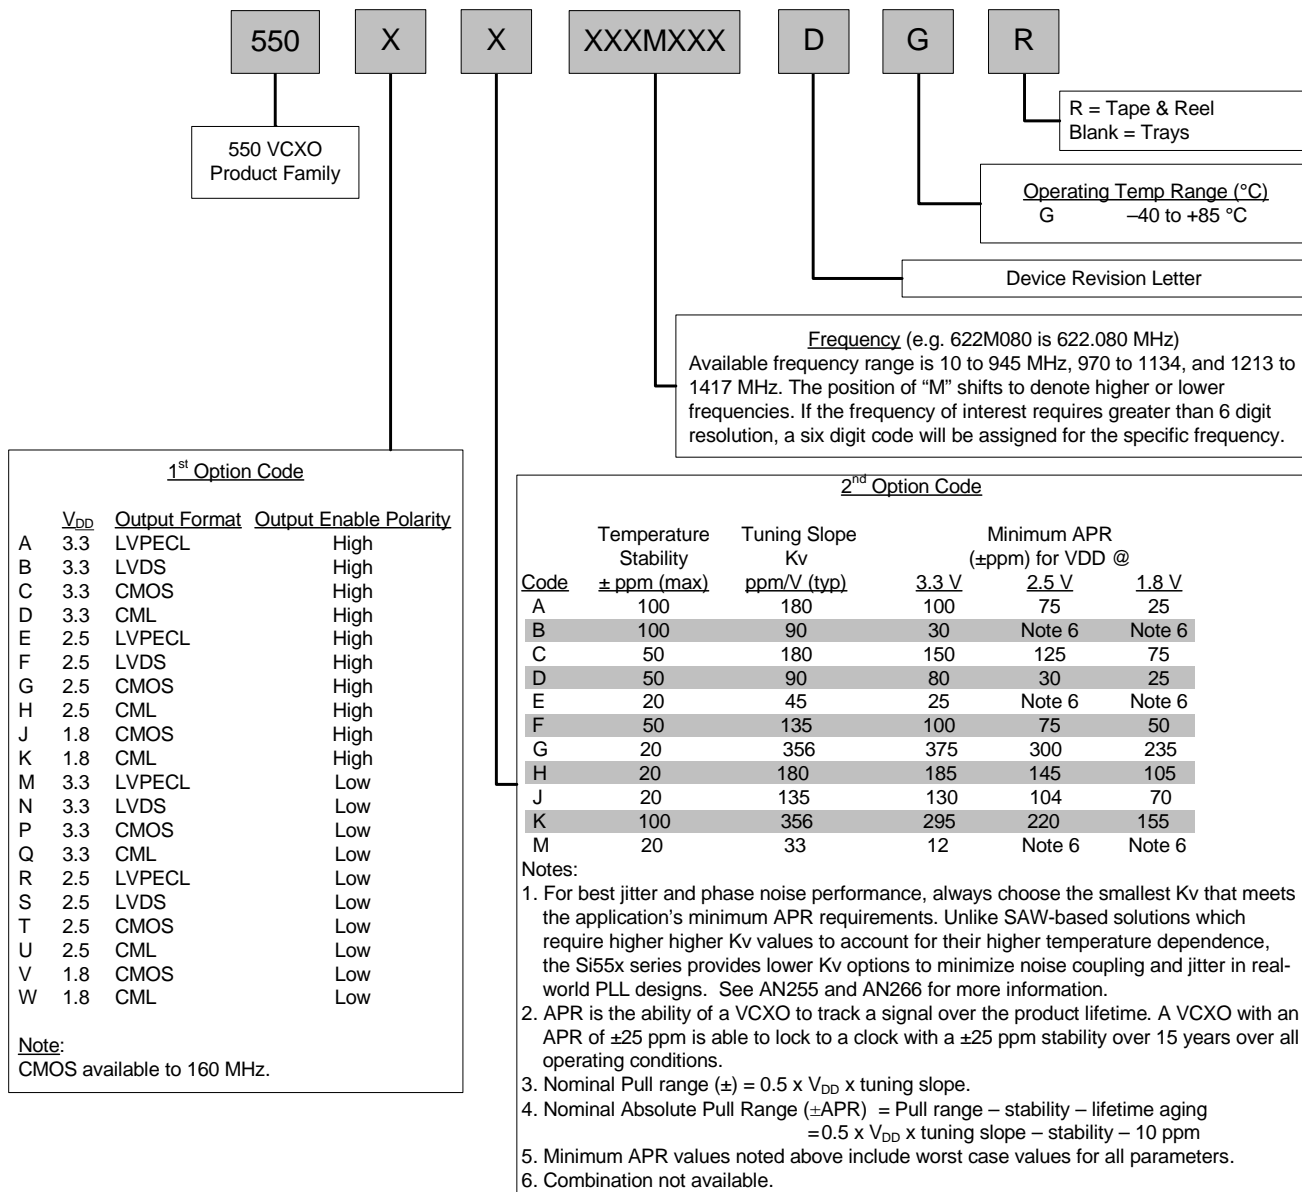 550 X X XXXMXXX D G R
R = Tape & Reel
Blank = Trays
550 VCXO
Product Family
Operating Temp Range (°C)
G –40 to +85 °C
Device Revision Letter
Frequency (e.g. 622M080 is 622.080 MHz)
Available frequency range is 10 to 945 MHz, 970 to 1134, and 1213 to
1417 MHz. The position of “M” shifts to denote higher or lower
frequencies. If the frequency of interest requires greater than 6 digit
resolution, a six digit code will be assigned for the specific frequency.
1st Option Code
VDD Output Format Output Enable Polarity
A 3.3 LVPECL High
B 3.3 LVDS High
C 3.3 CMOS High
D 3.3 CML High
E 2.5 LVPECL High
F 2.5 LVDS High
G 2.5 CMOS High
H 2.5 CML High
J 1.8 CMOS High
K 1.8 CML High
M 3.3 LVPECL Low
N 3.3 LVDS Low
P 3.3 CMOS Low
Q 3.3 CML Low
R 2.5 LVPECL Low
S 2.5 LVDS Low
T 2.5 CMOS Low
U 2.5 CML Low
V 1.8 CMOS Low
W 1.8 CML Low
Note:
CMOS available to 160 MHz.
2nd Option Code
Temperature Tuning Slope Minimum APR
Stability Kv (±ppm) for VDD @
Code ± ppm (max) ppm/V (typ) 3.3 V 2.5 V 1.8 V
A 100 180 100 75 25
B 100 90 30 Note 6 Note 6
C 50 180 150 125 75
D 50 90 80 30 25
E 20 45 25 Note 6 Note 6
F 50 135 100 75 50
G 20 356 375 300 235
H 20 180 185 145 105
J 20 135 130 104 70
K 100 356 295 220 155
M 20 33 12 Note 6 Note 6
Notes:
1. For best jitter and phase noise performance, always choose the smallest Kv that meets
the application’s minimum APR requirements. Unlike SAW-based solutions which
require higher higher Kv values to account for their higher temperature dependence,
the Si55x series provides lower Kv options to minimize noise coupling and jitter in real-
world PLL designs. See AN255 and AN266 for more information.
2. APR is the ability of a VCXO to track a signal over the product lifetime. A VCXO with an
APR of ±25 ppm is able to lock to a clock with a ±25 ppm stability over 15 years over all
operating conditions.
3. Nominal Pull range (±) = 0.5 x VDD x tuning slope.
4. Nominal Absolute Pull Range (±APR) = Pull range – stability – lifetime aging
= 0.5 x VDD x tuning slope – stability – 10 ppm
5. Minimum APR values noted above include worst case values for all parameters.
6. Combination not available.